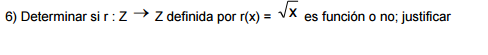 6) Determinar si r : Z → Z definida por r(x) = √x es función o no; justificar